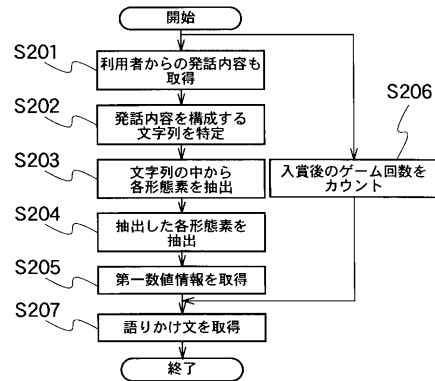 開始
S201
利用者からの発話内容も
取得
S202
発話内容を構成する
文字列を特定
S203
文字列の中から
各形態素を抽出
S204
抽出した各形態素を
抽出
S205
第一数値情報を取得
S206
入賞後のゲーム回数を
カウント
S207
語りかけ文を取得
終了